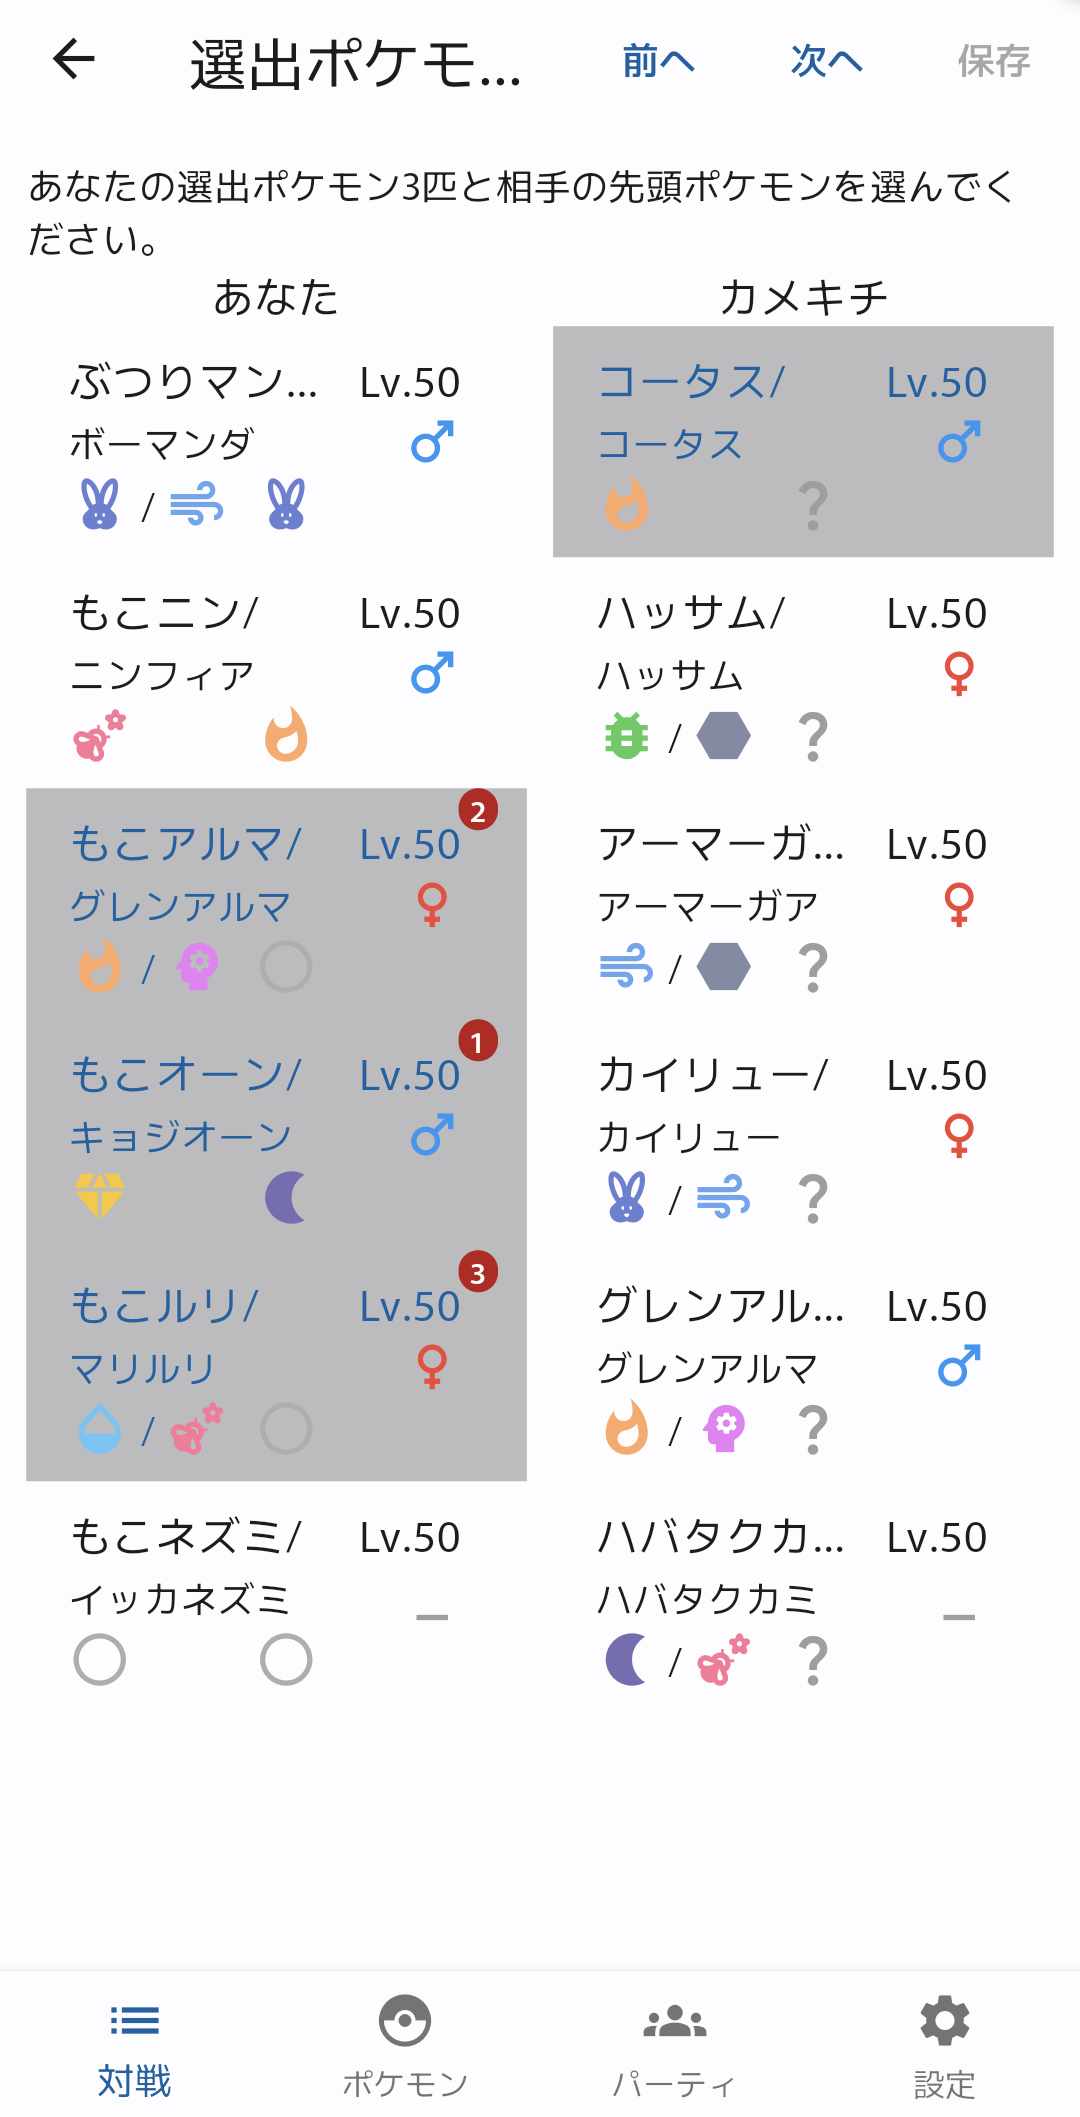 選出ポケモ...
前へ
次へ
保存
あなたの選出ポケモン3匹と相手の先頭ポケモンを選んでく
ださい。
あなた
カメキチ
ぶつりマン... Lv.50
ボーマンダ
/
もこニン/ Lv.50
ニンフィア
もこアルマ/ Lv.50 2
グレンアルマ
/
もこオーン/ Lv.50 1
キョジオーン
もこルリ/ Lv.50 3
マリルリ
/
もこネズミ/ Lv.50
イッカネズミ
コータス/ Lv.50
コータス
?
ハッサム/ Lv.50
ハッサム
/ ?
アーマーガ... Lv.50
アーマーガア
/ ?
カイリュー/ Lv.50
カイリュー
/ ?
グレンアル... Lv.50
グレンアルマ
/ ?
ハバタクカ... Lv.50
ハバタクカミ
/ ?
対戦
ポケモン
パーティ
設定